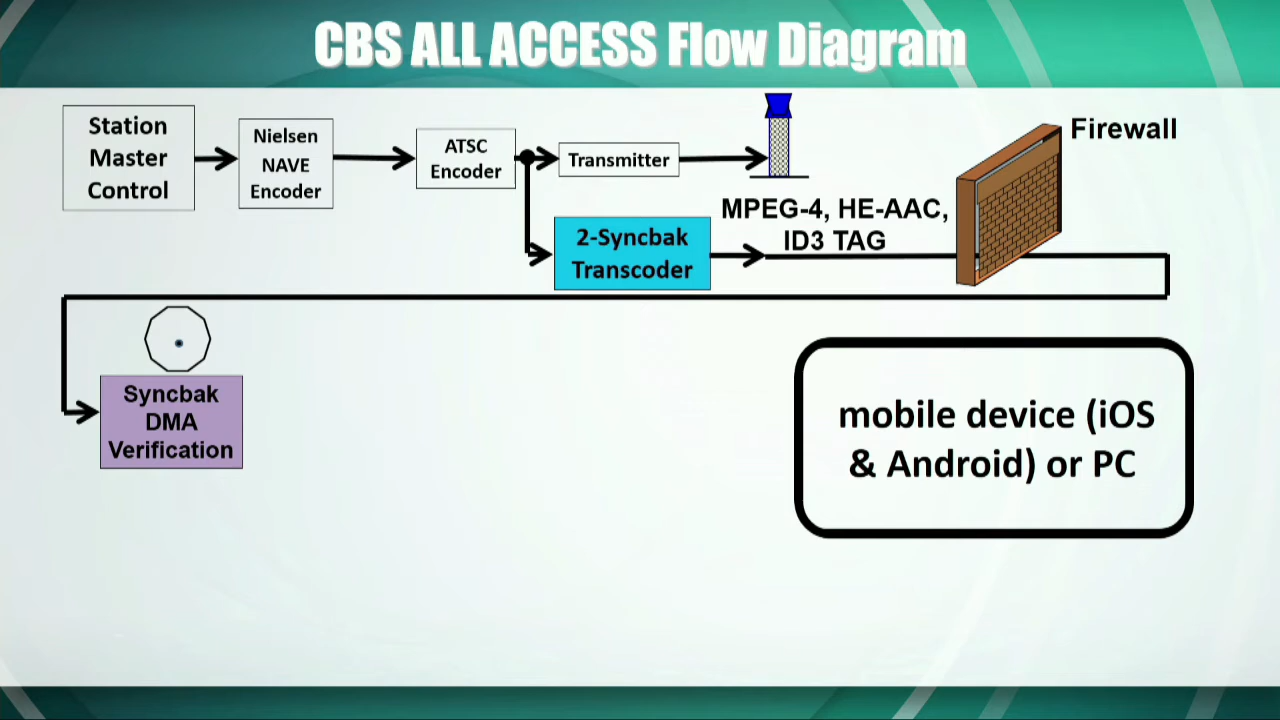 CBS ALL ACCESS Flow Diagram
Station
Master
Control
Nielsen
NAVE
Encoder
ATSC
Encoder
Transmitter
Firewall
2-Syncbak
Transcoder
MPEG-4, HE-AAC,
ID3 TAG
Syncbak
DMA
Verification
mobile device (iOS
& Android) or PC